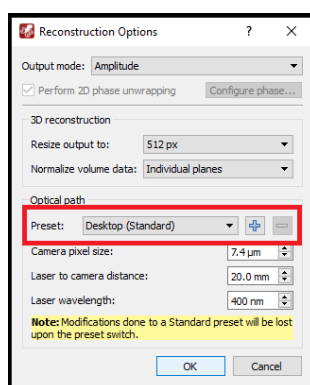 Reconstruction Options ? ×
Output mode: Amplitude
Perform 2D phase unwrapping Configure phase...
3D reconstruction
Resize output to: 512 px
Normalize volume data: Individual planes
Optical path
Preset: Desktop (Standard)
Camera pixel size: 7.4 µm
Laser to camera distance: 20.0 mm
Laser wavelength: 400 nm
Note: Modifications done to a Standard preset will be lost
upon the preset switch.
OK Cancel